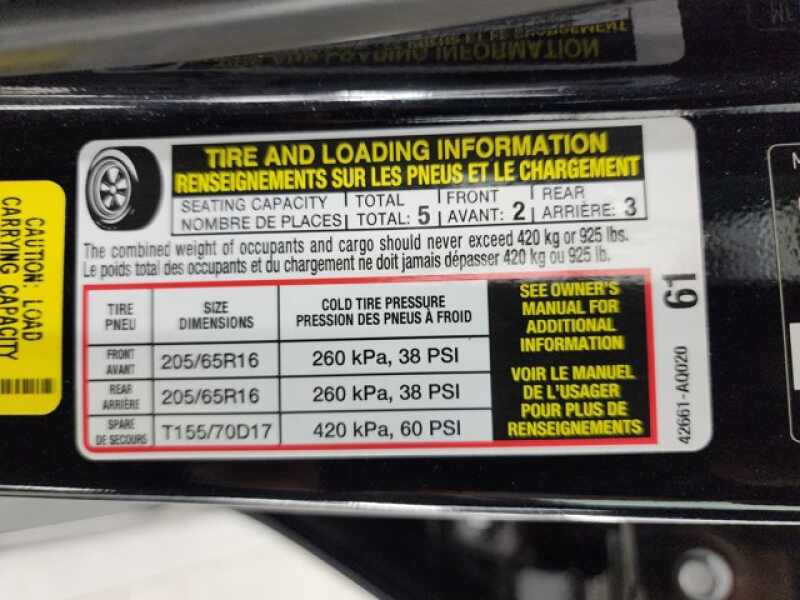 TIRE AND LOADING INFORMATION
RENSEIGNEMENTS SUR LES PNEUS ET LE CHARGEMENT
SEATING CAPACITY TOTAL FRONT REAR
NOMBRE DE PLACES TOTAL: 5 AVANT: 2 ARRIÈRE: 3
The combined weight of occupants and cargo should never exceed 420 kg or 925 lbs.
Le poids total des occupants et du chargement ne doit jamais dépasser 420 kg ou 925 lb.
TIRE SIZE COLD TIRE PRESSURE
PNEU DIMENSIONS PRESSION DES PNEUS À FROID
FRONT
AVANT 205/65R16 260 kPa, 38 PSI
REAR
ARRIÈRE 205/65R16 260 kPa, 38 PSI
SPARE
DE SECOURS T155/70D17 420 kPa, 60 PSI
SEE OWNER'S
MANUAL FOR
ADDITIONAL
INFORMATION
VOIR LE MANUEL
DE L'USAGER
POUR PLUS DE
RENSEIGNEMENTS
61
42661-AQ020
CAUTION: LOAD
CARRYING CAPACITY